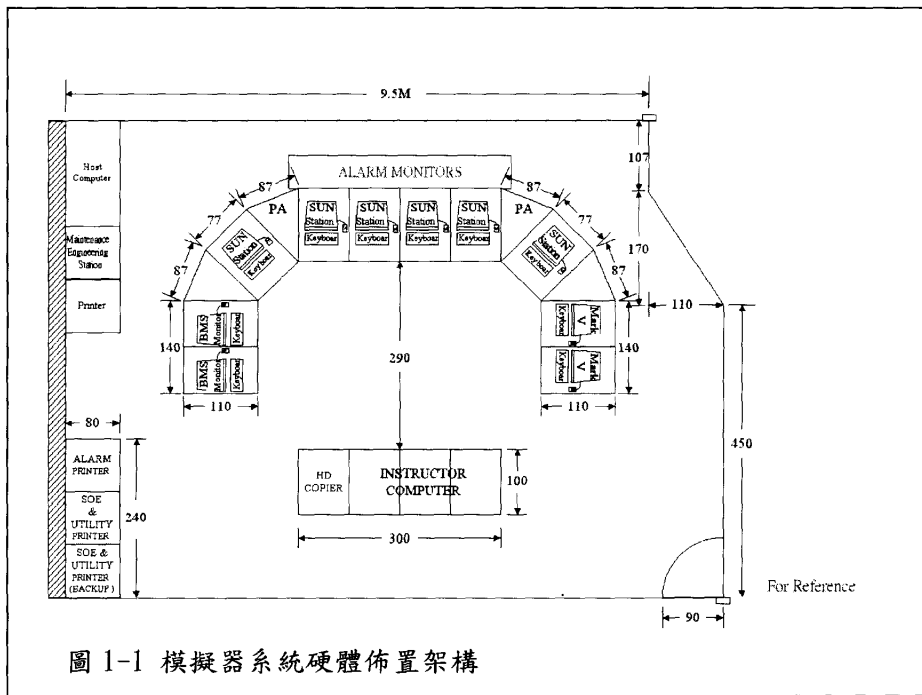 9.5M
107
Host
Computer
ALARM MONITORS
87
87
PA
PA
SUN
Station
Keyboar
SUN
Station
Keyboar
SUN
Station
Keyboar
SUN
Station
Keyboar
77
77
SUN
Station
Keyboar
SUN
Station
Keyboar
170
Maintenance
Engineering
Station
87
87
Printer
110
BMS
Monitor
Keyboar
BMS
Monitor
Keyboar
140
Mark
V
Keyboar
Mark
V
Keyboar
140
290
110
110
80
450
ALARM
PRINTER
SOE
&
UTILITY
PRINTER
SOE &
UTILITY
PRINTER
(BACKUP)
240
HD
COPIER
INSTRUCTOR
COMPUTER
100
300
For Reference
90
圖 1-1 模擬器系統硬體佈置架構